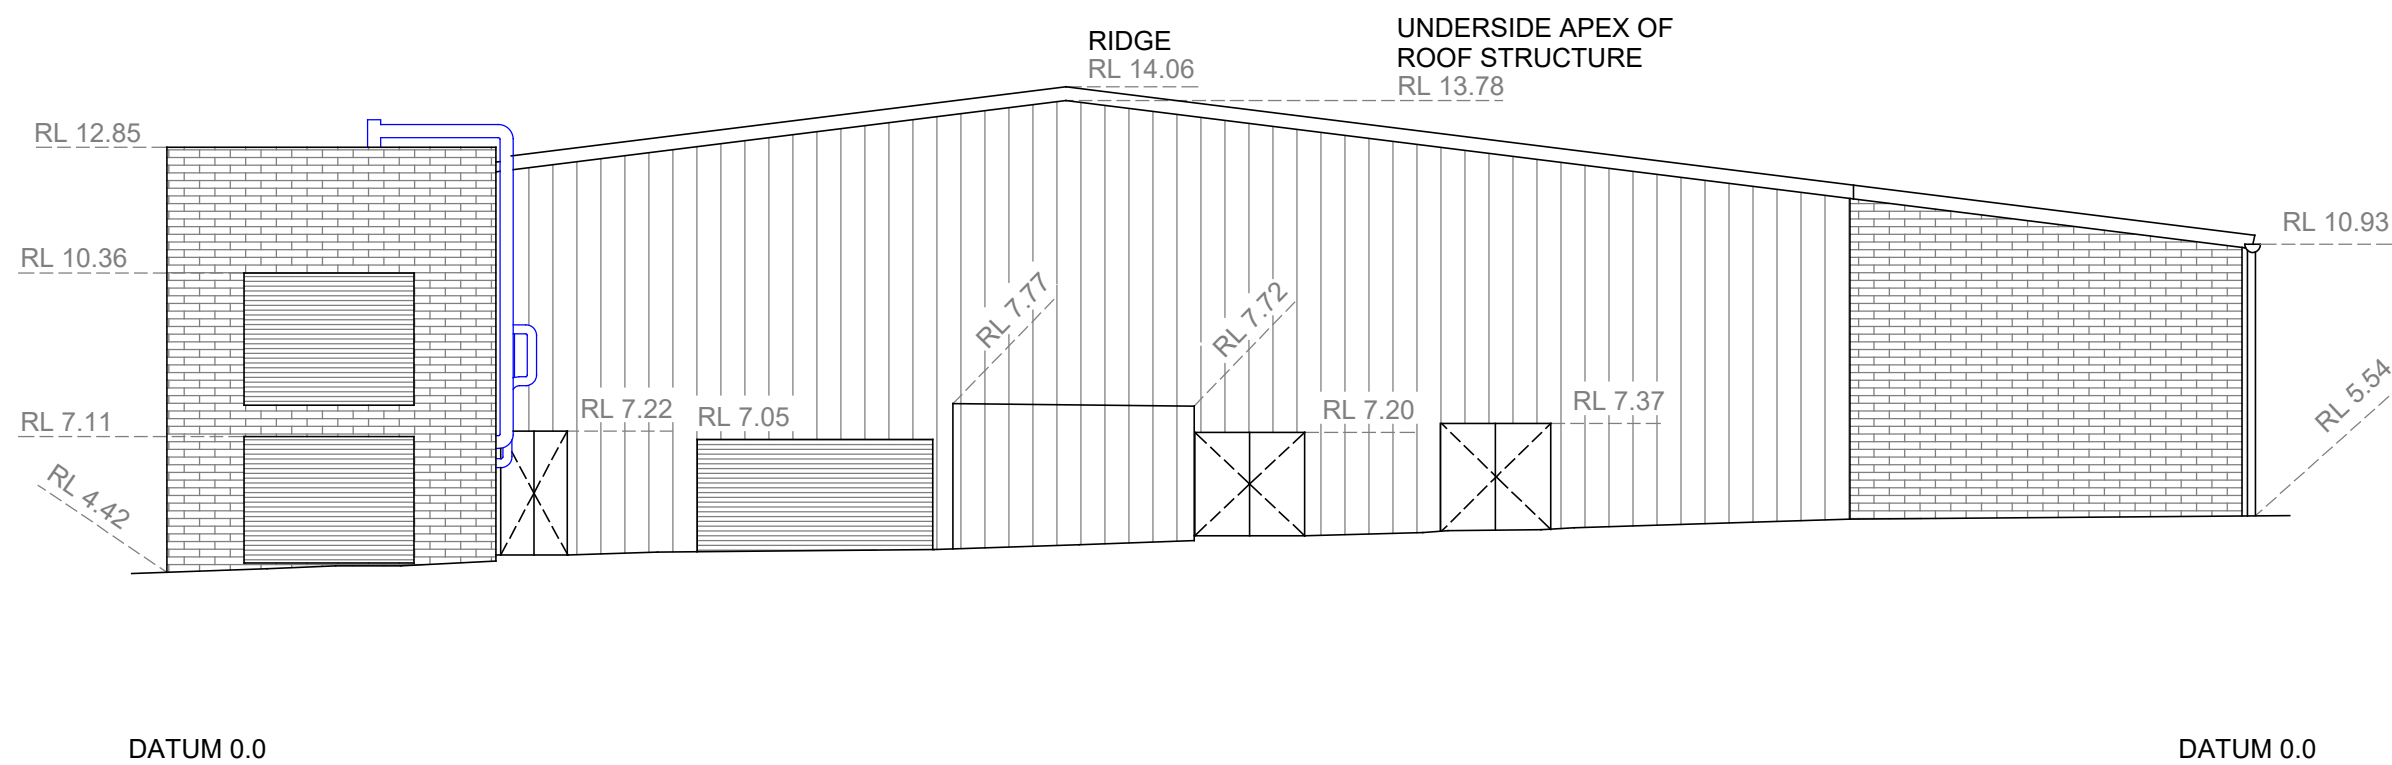 UNDERSIDE APEX OF
ROOF STRUCTURE
RL 13.78
RIDGE
RL 14.06
RL 12.85
RL 10.93
RL 10.36
RL 7.77
RL 7.72
RL 5.54
RL 7.22
RL 7.05
RL 7.20
RL 7.37
RL 7.11
RL 4.42
DATUM 0.0
DATUM 0.0